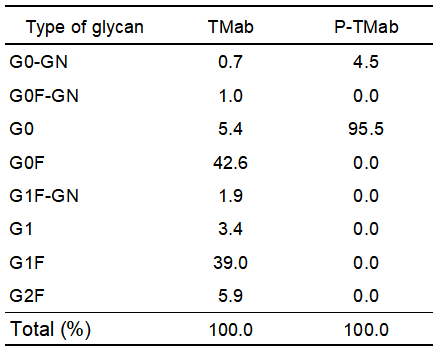 Type of glycan TMab P-TMab
G0-GN 0.7 4.5
G0F-GN 1.0 0.0
G0 5.4 95.5
G0F 42.6 0.0
G1F-GN 1.9 0.0
G1 3.4 0.0
G1F 39.0 0.0
G2F 5.9 0.0
Total (%) 100.0 100.0